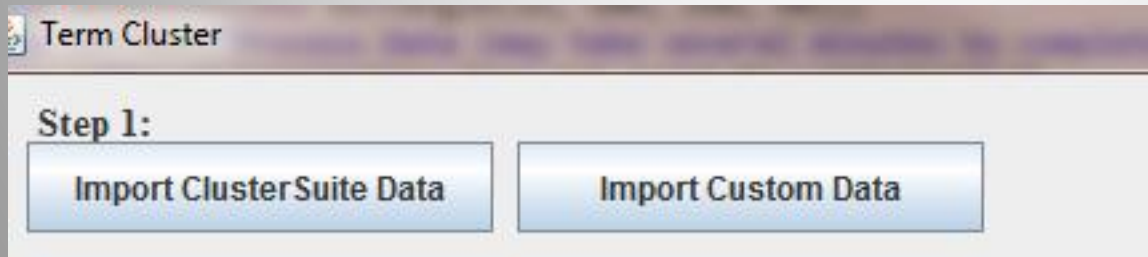 Term Cluster
Step 1:
Import ClusterSuite Data Import Custom Data